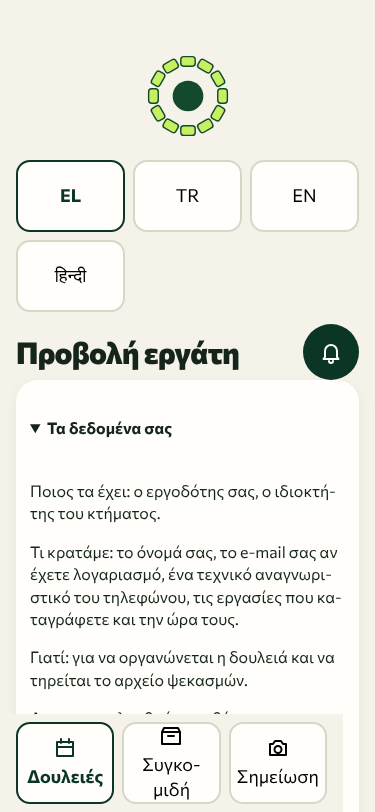 EL
TR
EN
हिन्दी
Προβολή εργάτη
▼ Τα δεδομένα σας
Ποιος τα έχει: ο εργοδότης σας, ο ιδιοκτή-
της του κτήματος.
Τι κρατάμε: το όνομά σας, το e-mail σας αν
έχετε λογαριασμό, ένα τεχνικό αναγνωρι-
στικό του τηλεφώνου, τις εργασίες που κα-
ταγράφετε και την ώρα τους.
Γιατί: για να οργανώνεται η δουλειά και να
τηρείται το αρχείο ψεκασμών.
Δουλειές
Συγκο-
μιδή
Σημείωση